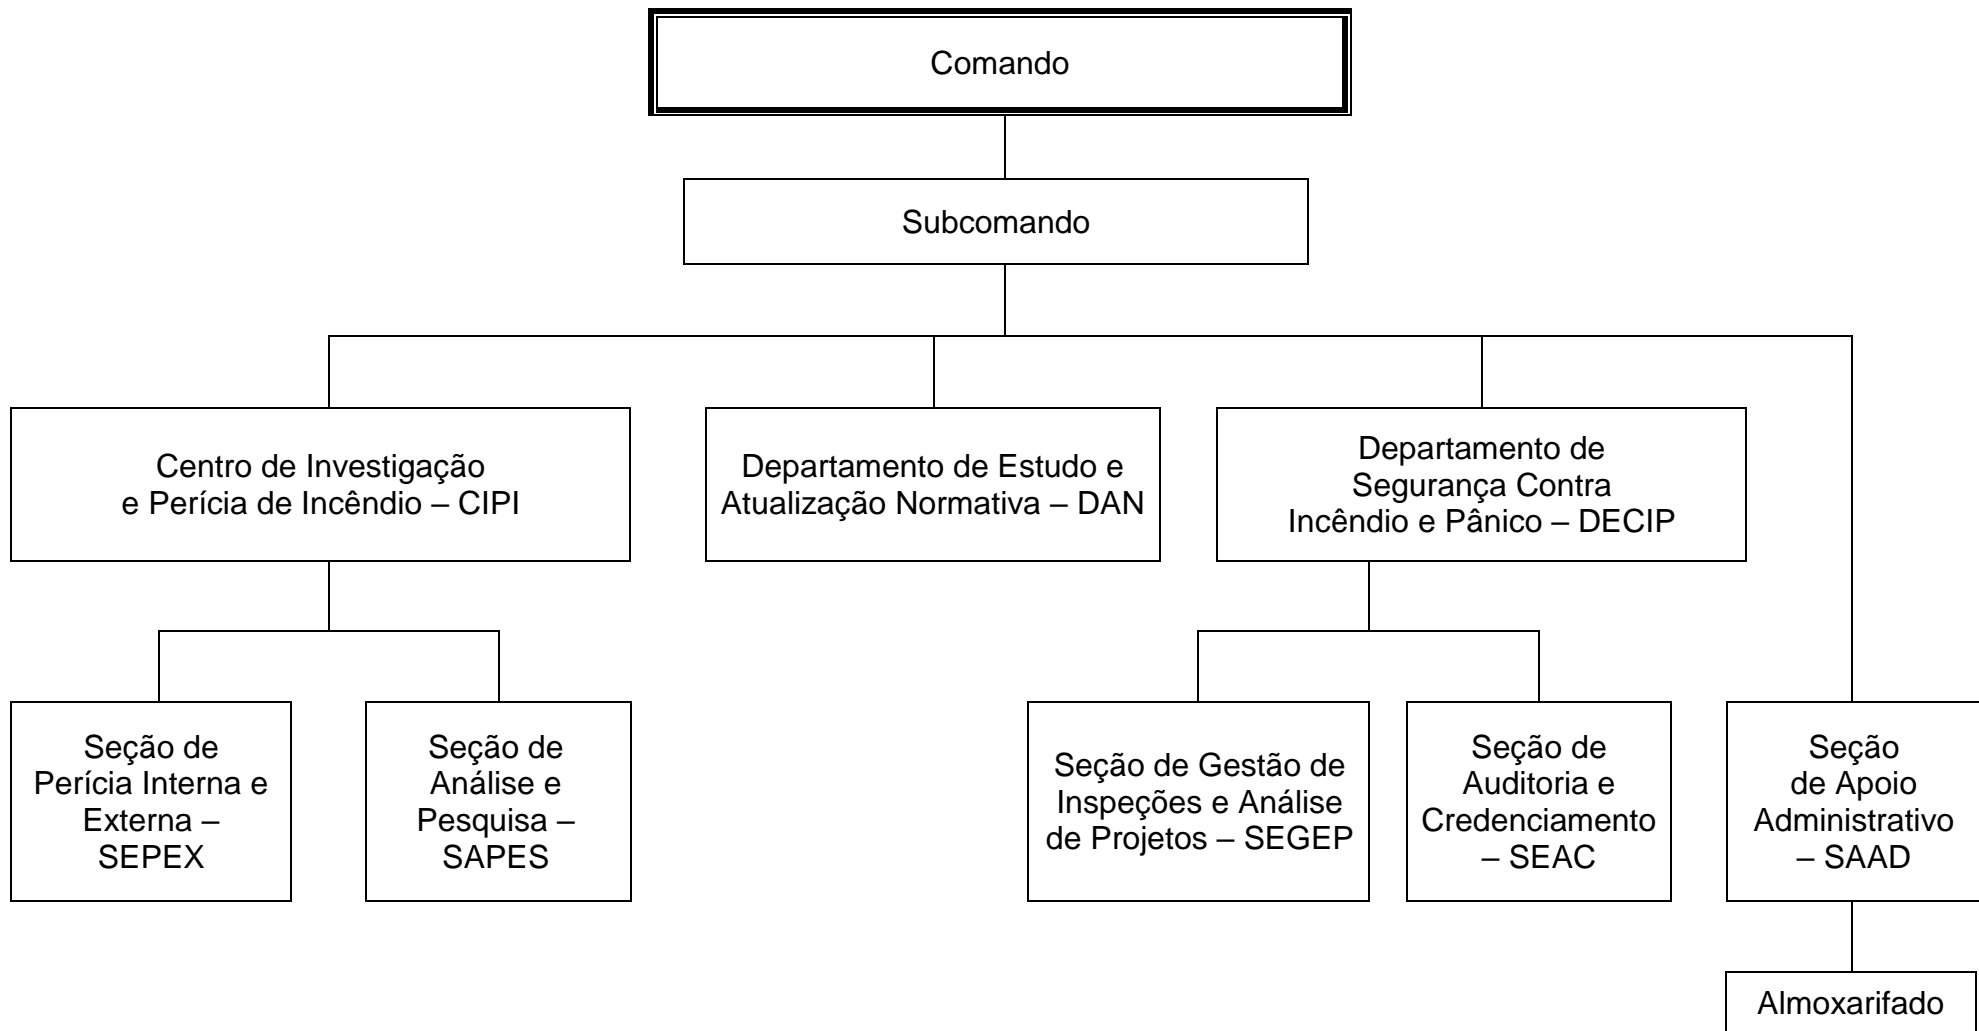 Comando
Subcomando
Centro de Investigação
e Perícia de Incêndio – CIPI
Departamento de Estudo e
Atualização Normativa – DAN
Departamento de
Segurança Contra
Incêndio e Pânico – DECIP
Seção de
Perícia Interna e
Externa –
SEPEX
Seção de
Análise e
Pesquisa –
SAPES
Seção de Gestão de
Inspeções e Análise
de Projetos – SEGEP
Seção de
Auditoria e
Credenciamento
– SEAC
Seção
de Apoio
Administrativo
– SAAD
Almoxarifado